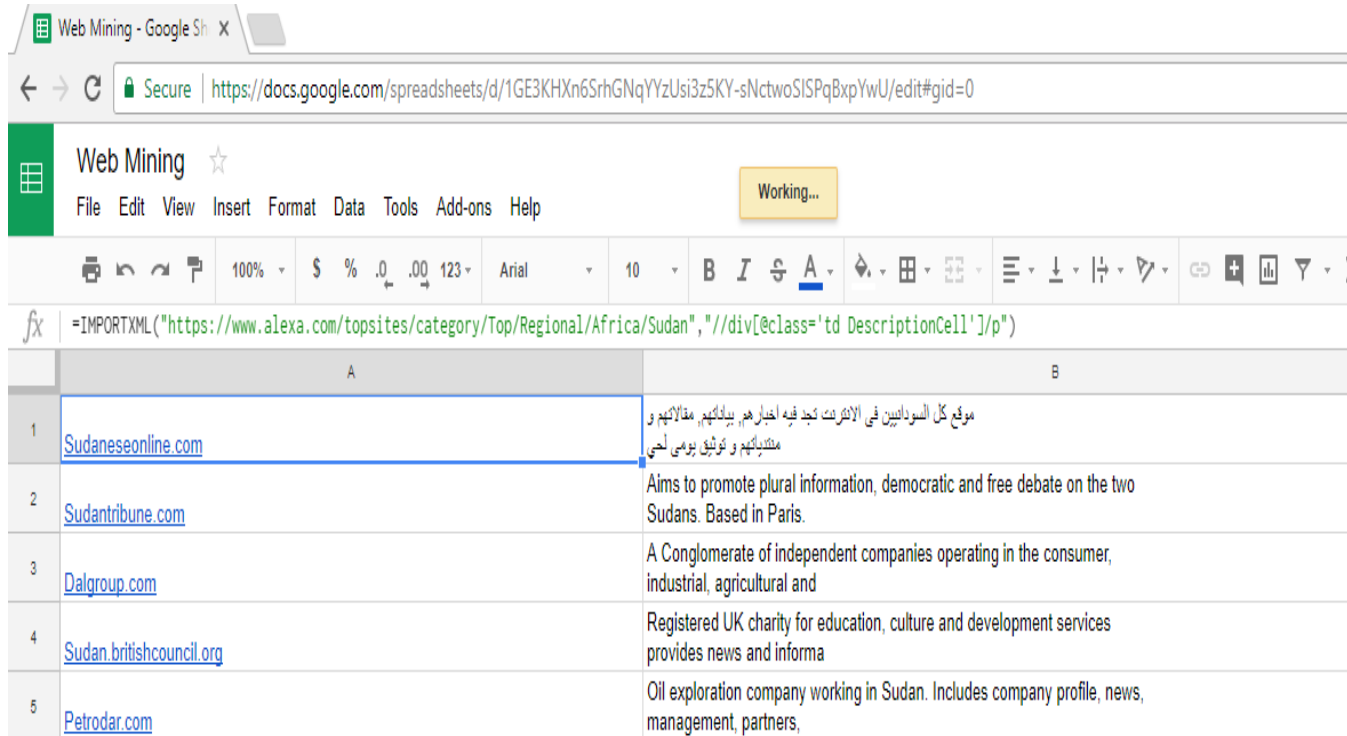 Web Mining - Google Sh
Secure | https://docs.google.com/spreadsheets/d/1GE3KHXn6SrhGNqYYzUsi3z5KY-sNctwoSlSPqBxpYwU/edit#gid=0
Web Mining
Working...
File Edit View Insert Format Data Tools Add-ons Help
100% $ % .0 .00 123 Arial 10 B I S A
fx =IMPORTXML("https://www.alexa.com/topsites/category/Top/Regional/Africa/Sudan","//div[@class='td DescriptionCell']/p")
A B
1 Sudaneseonline.com
موقع كل السودانيين فى الانترنت تجد فيه اخبارهم, بياناتهم, مقالاتهم و
منتدياتهم و توثيق يومى لحي
2 Sudantribune.com
Aims to promote plural information, democratic and free debate on the two
Sudans. Based in Paris.
3 Dalgroup.com
A Conglomerate of independent companies operating in the consumer,
industrial, agricultural and
4 Sudan.britishcouncil.org
Registered UK charity for education, culture and development services
provides news and informa
5 Petrodar.com
Oil exploration company working in Sudan. Includes company profile, news,
management, partners,